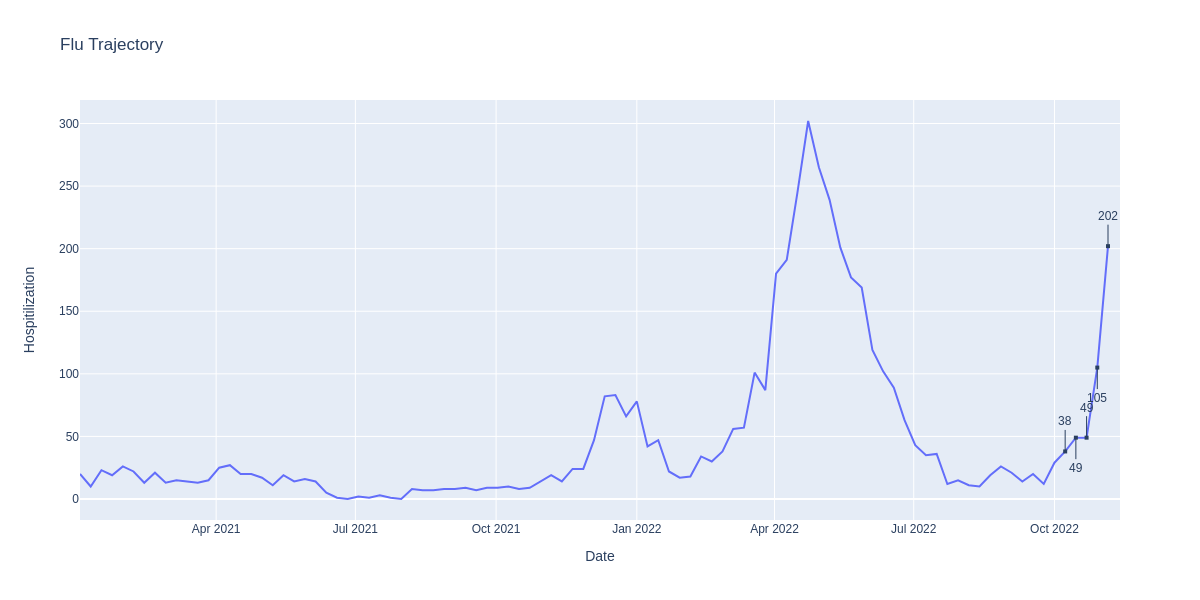 Flu Trajectory
300
250
200
150
100
50
0
Hospitilization
202
105
49
38
49
Apr 2021
Jul 2021
Oct 2021
Jan 2022
Apr 2022
Jul 2022
Oct 2022
Date